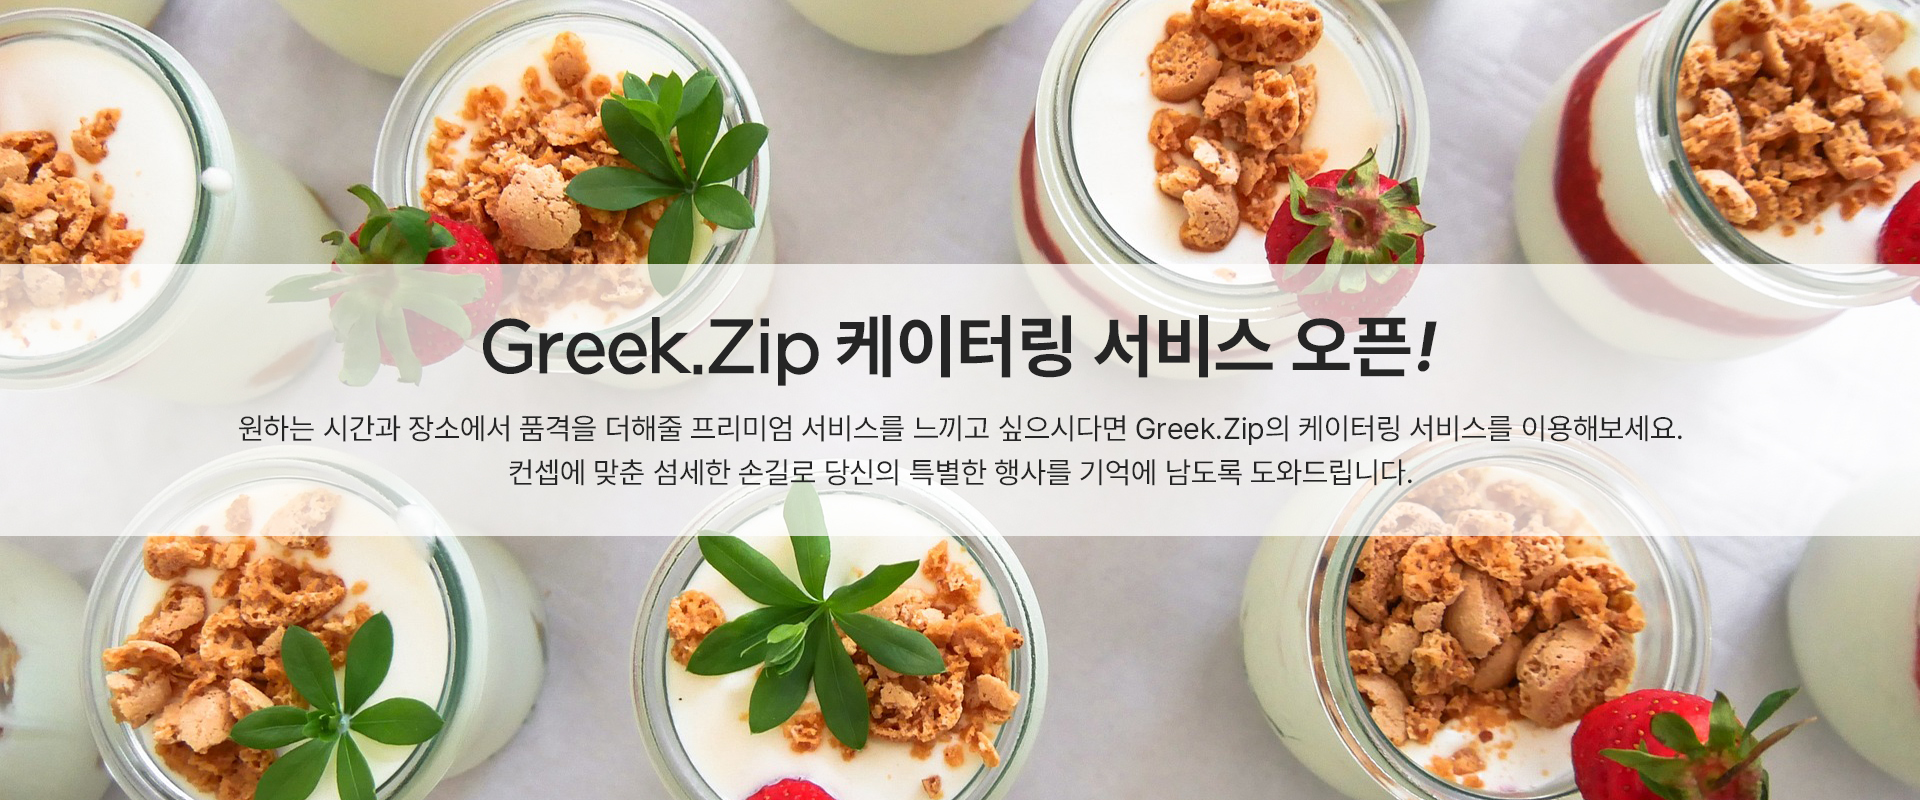 Greek.Zip 케이터링 서비스 오픈!
원하는 시간과 장소에서 품격을 더해줄 프리미엄 서비스를 느끼고 싶으시다면 Greek.Zip의 케이터링 서비스를 이용해보세요.
컨셉에 맞춘 섬세한 손길로 당신의 특별한 행사를 기억에 남도록 도와드립니다.